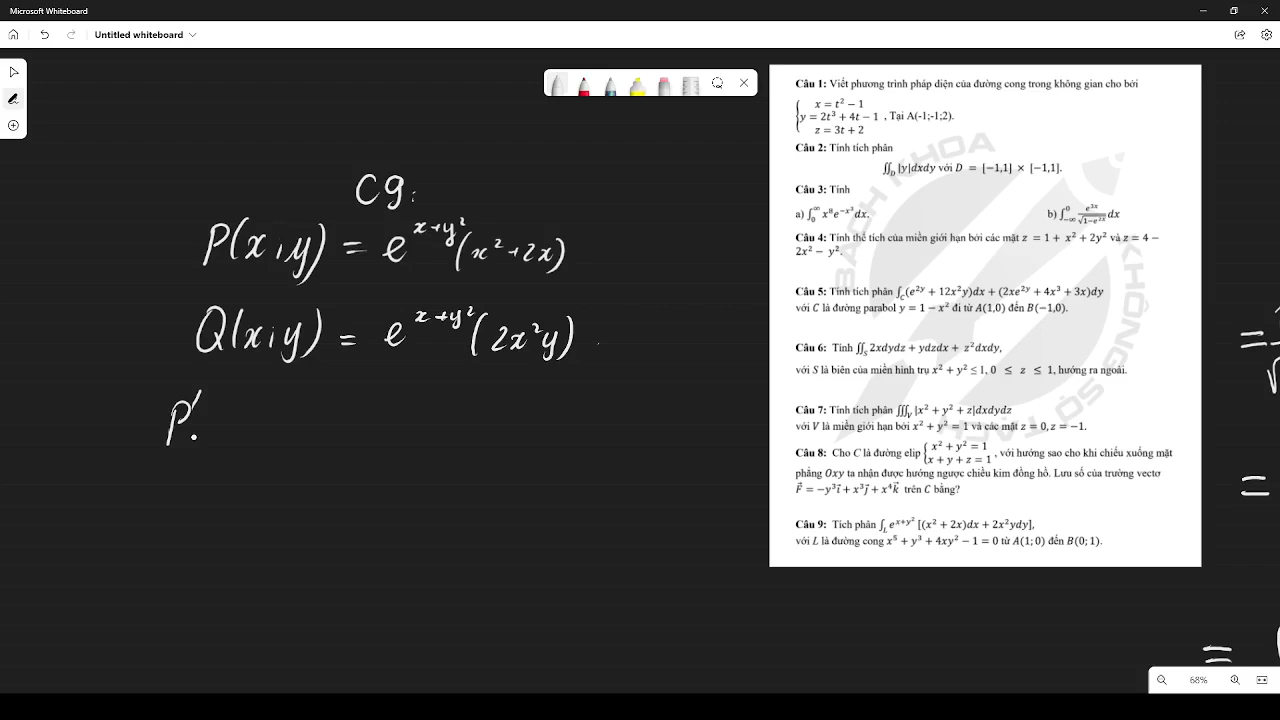 Microsoft Whiteboard
Untitled whiteboard
C9:
P(x,y) = e^{x+y²}(x²+2x)
Q(x,y) = e^{x+y²}(2x²y)
P'
Câu 1: Viết phương trình pháp diện của đường cong trong không gian cho bởi
{ x = t² − 1
y = 2t³ + 4t − 1 , Tại A(-1;-1;2).
z = 3t + 2
Câu 2: Tính tích phân
∬_D |y|dxdy với D = [−1,1] × [−1,1].
Câu 3: Tính
a) ∫_0^∞ x⁸e^{−x³}dx. b) ∫_{−∞}^0 e^{3x}/√(1−e^{2x}) dx
Câu 4: Tính thể tích của miền giới hạn bởi các mặt z = 1 + x² + 2y² và z = 4 −
2x² − y².
Câu 5: Tính tích phân ∫_C(e^{2y} + 12x²y)dx + (2xe^{2y} + 4x³ + 3x)dy
với C là đường parabol y = 1 − x² đi từ A(1,0) đến B(−1,0).
Câu 6: Tính ∬_S 2xdydz + ydzdx + z²dxdy,
với S là biên của miền hình trụ x² + y² ≤ 1, 0 ≤ z ≤ 1, hướng ra ngoài.
Câu 7: Tính tích phân ∭_V |x² + y² + z|dxdydz
với V là miền giới hạn bởi x² + y² = 1 và các mặt z = 0, z = −1.
Câu 8: Cho C là đường elip { x² + y² = 1
x + y + z = 1 , với hướng sao cho khi chiếu xuống mặt
phẳng Oxy ta nhận được hướng ngược chiều kim đồng hồ. Lưu số của trường vectơ
F⃗ = −y³i⃗ + x³j⃗ + x⁴k⃗ trên C bằng?
Câu 9: Tích phân ∫_L e^{x+y²} [(x² + 2x)dx + 2x²ydy],
với L là đường cong x⁵ + y³ + 4xy² − 1 = 0 từ A(1; 0) đến B(0; 1).
BÁCH KHOA
KHÔNG SỢ TẠCH
=
=
=
68%